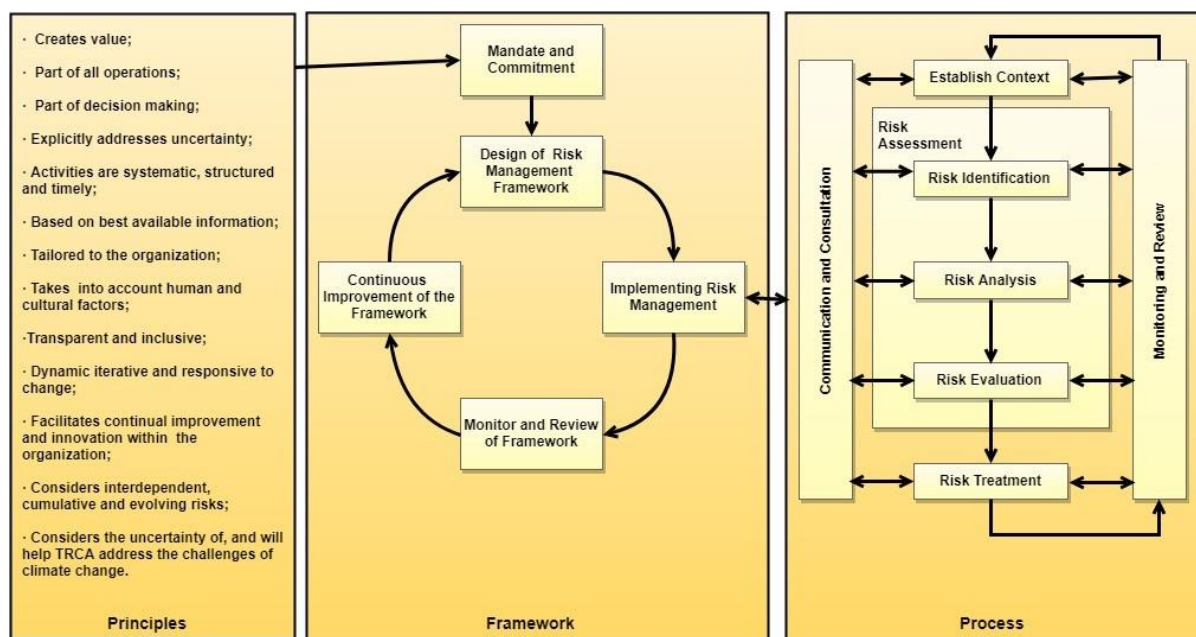 · Creates value;
· Part of all operations;
· Part of decision making;
· Explicitly addresses uncertainty;
· Activities are systematic, structured
and timely;
· Based on best available information;
· Tailored to the organization;
· Takes into account human and
cultural factors;
·Transparent and inclusive;
· Dynamic iterative and responsive to
change;
· Facilitates continual improvement
and innovation within the
organization;
· Considers interdependent,
cumulative and evolving risks;
· Considers the uncertainty of, and will
help TRCA address the challenges of
climate change.
Principles
Mandate and
Commitment
Design of Risk
Management
Framework
Continuous
Improvement of the
Framework
Implementing Risk
Management
Monitor and Review
of Framework
Framework
Communication and Consultation
Establish Context
Risk
Assessment
Risk Identification
Risk Analysis
Risk Evaluation
Risk Treatment
Monitoring and Review
Process